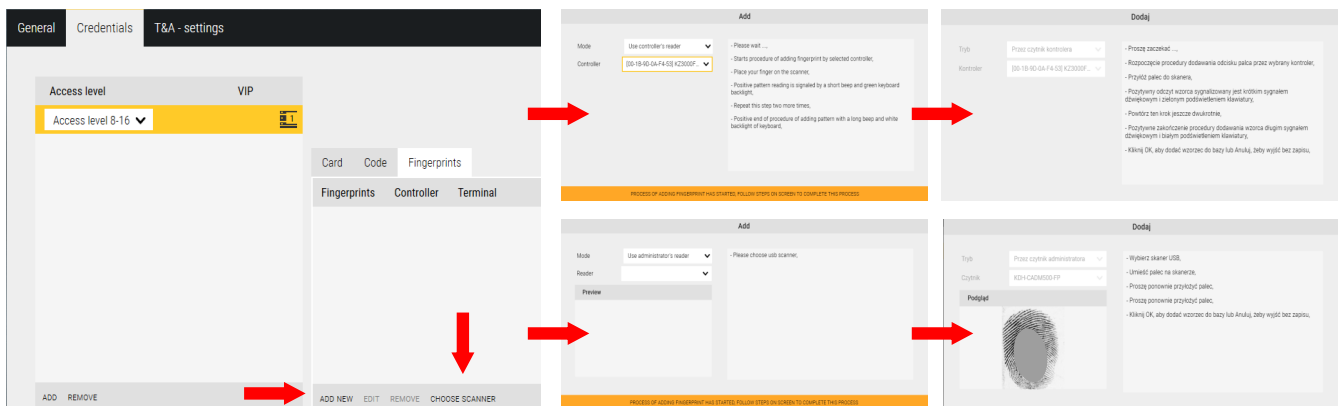 General Credentials T&A - settings
Access level VIP
Access level 8-16
1
Card Code Fingerprints
Fingerprints Controller Terminal
ADD REMOVE
ADD NEW EDIT REMOVE CHOOSE SCANNER
Add
Mode Use controller's reader
Controller [00-1B-9D-0A-F4-53] KZ3000F...
- Please wait ...,
- Starts procedure of adding fingerprint by selected controller,
- Place your finger on the scanner,
- Positive pattern reading is signaled by a short beep and green keyboard
backlight,
- Repeat this step two more times,
- Positive end of procedure of adding pattern with a long beep and white
backlight of keyboard,
PROCESS OF ADDING FINGERPRINT HAS STARTED, FOLLOW STEPS ON SCREEN TO COMPLETE THIS PROCESS
Dodaj
Tryb Przez czytnik kontrolera
Kontroler [00-1B-9D-0A-F4-53] KZ3000F...
- Proszę zaczekać ...,
- Rozpoczęcie procedury dodawania odcisku palca przez wybrany kontroler,
- Przyłóż palec do skanera,
- Pozytywny odczyt wzorca sygnalizowany jest krótkim sygnałem
dźwiękowym i zielonym podświetleniem klawiatury,
- Powtórz ten krok jeszcze dwukrotnie,
- Pozytywne zakończenie procedury dodawania wzorca długim sygnałem
dźwiękowym i białym podświetleniem klawiatury,
- Kliknij OK, aby dodać wzorzec do bazy lub Anuluj, żeby wyjść bez zapisu,
Add
Mode Use administrator's reader
Reader
Preview
- Please choose usb scanner,
PROCESS OF ADDING FINGERPRINT HAS STARTED, FOLLOW STEPS ON SCREEN TO COMPLETE THIS PROCESS
Dodaj
Tryb Przez czytnik administratora
Czytnik KDH-CADM500-FP
Podgląd
- Wybierz skaner USB,
- Umieść palec na skanerze,
- Proszę ponownie przyłożyć palec,
- Proszę ponownie przyłożyć palec,
- Kliknij OK, aby dodać wzorzec do bazy lub Anuluj, żeby wyjść bez zapisu,